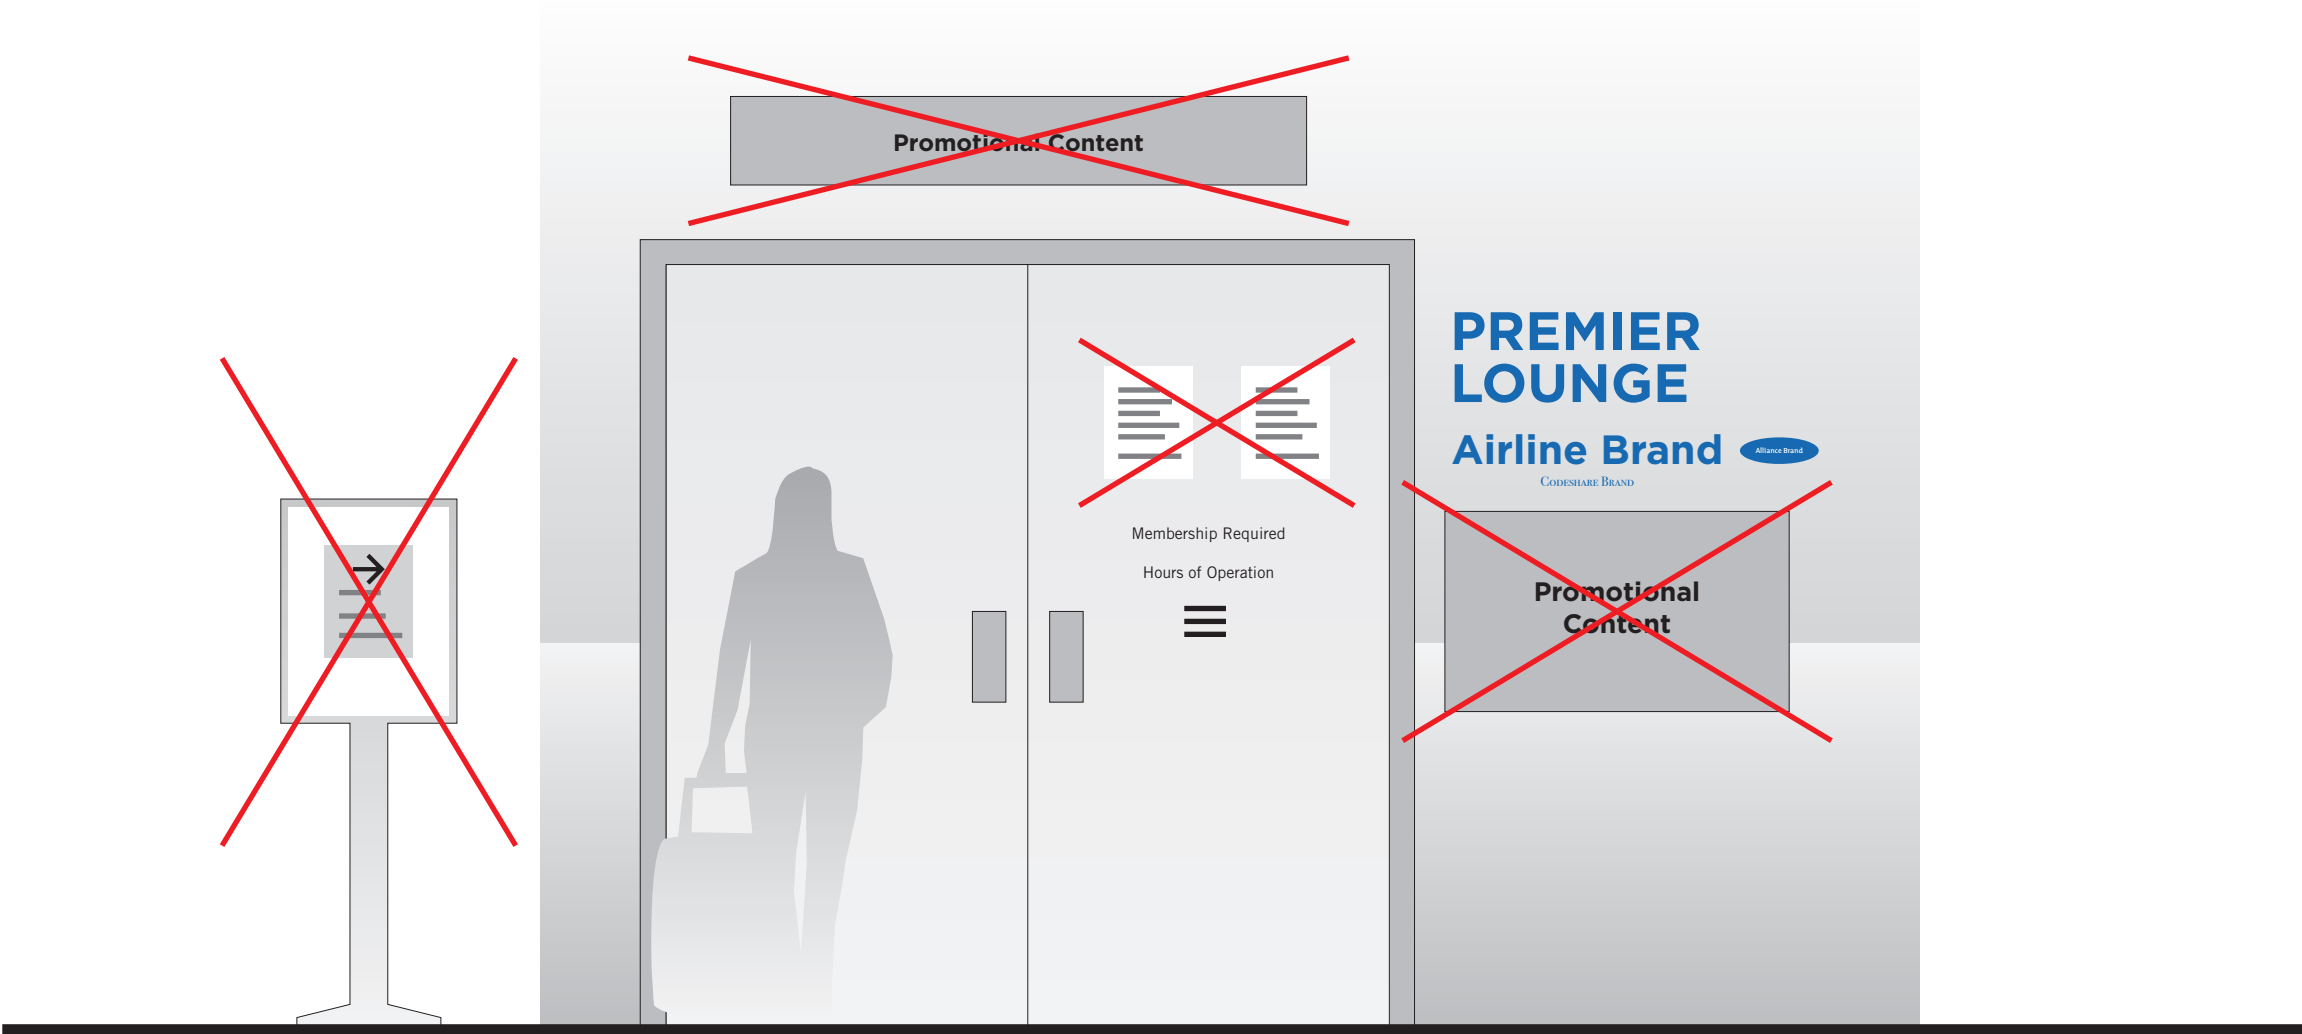 Promotional Content
PREMIER
LOUNGE
Airline Brand
Alliance Brand
CODESHARE BRAND
Membership Required
Hours of Operation
Promotional
Content